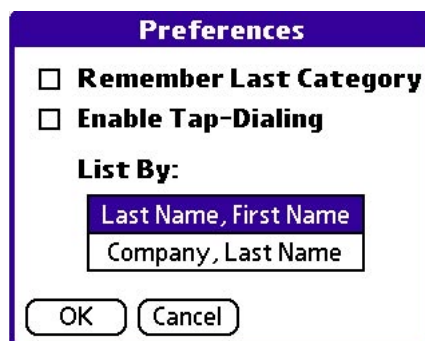 Preferences
Remember Last Category
Enable Tap-Dialing
List By:
Last Name, First Name
Company, Last Name
OK Cancel